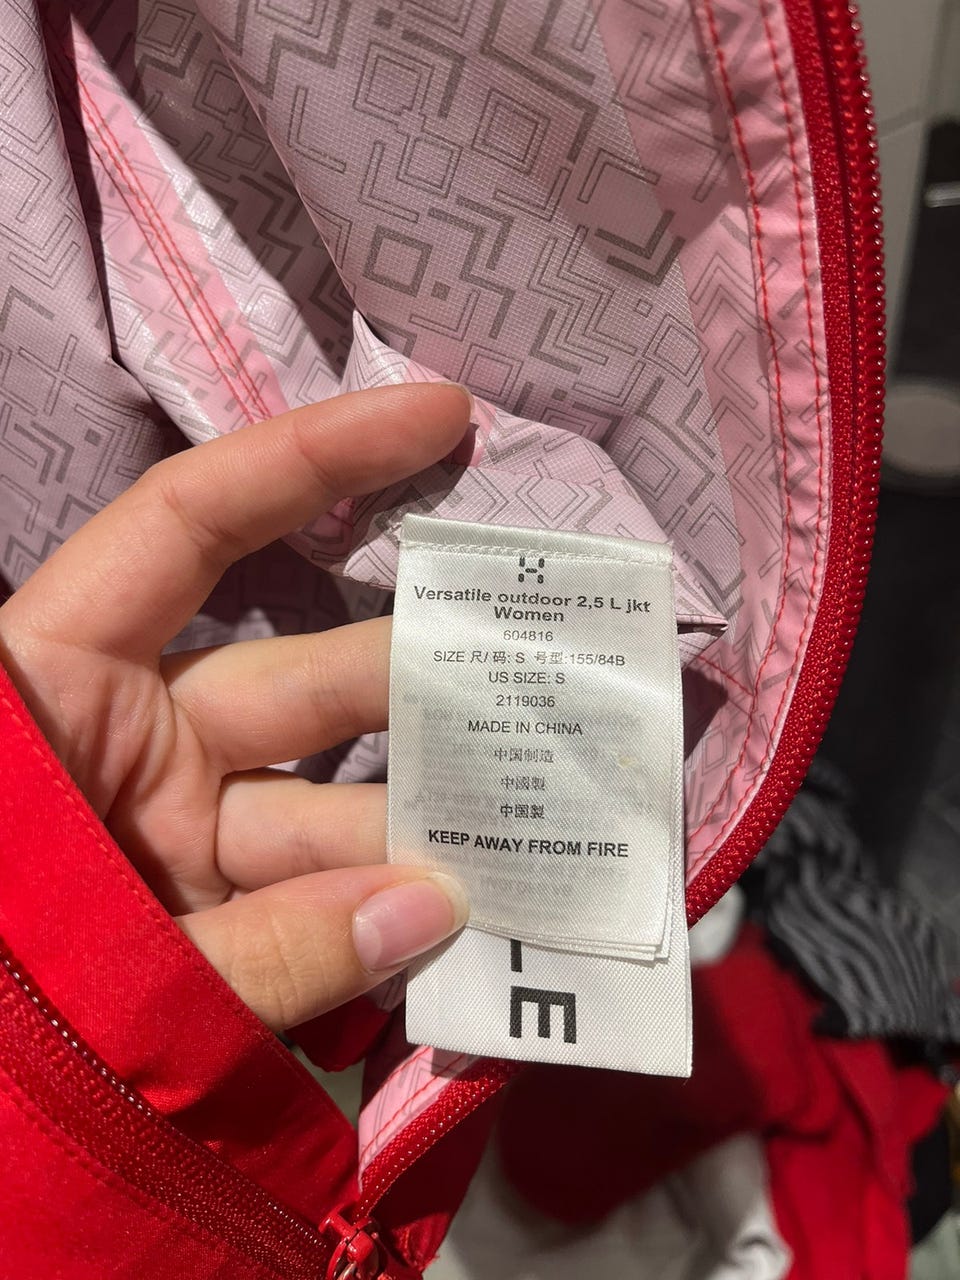 Versatile outdoor 2,5 L jkt
Women
604816
SIZE 尺/ 码: S 号型:155/84B
US SIZE: S
2119036
MADE IN CHINA
中国制造
中國製
中国製
KEEP AWAY FROM FIRE
E